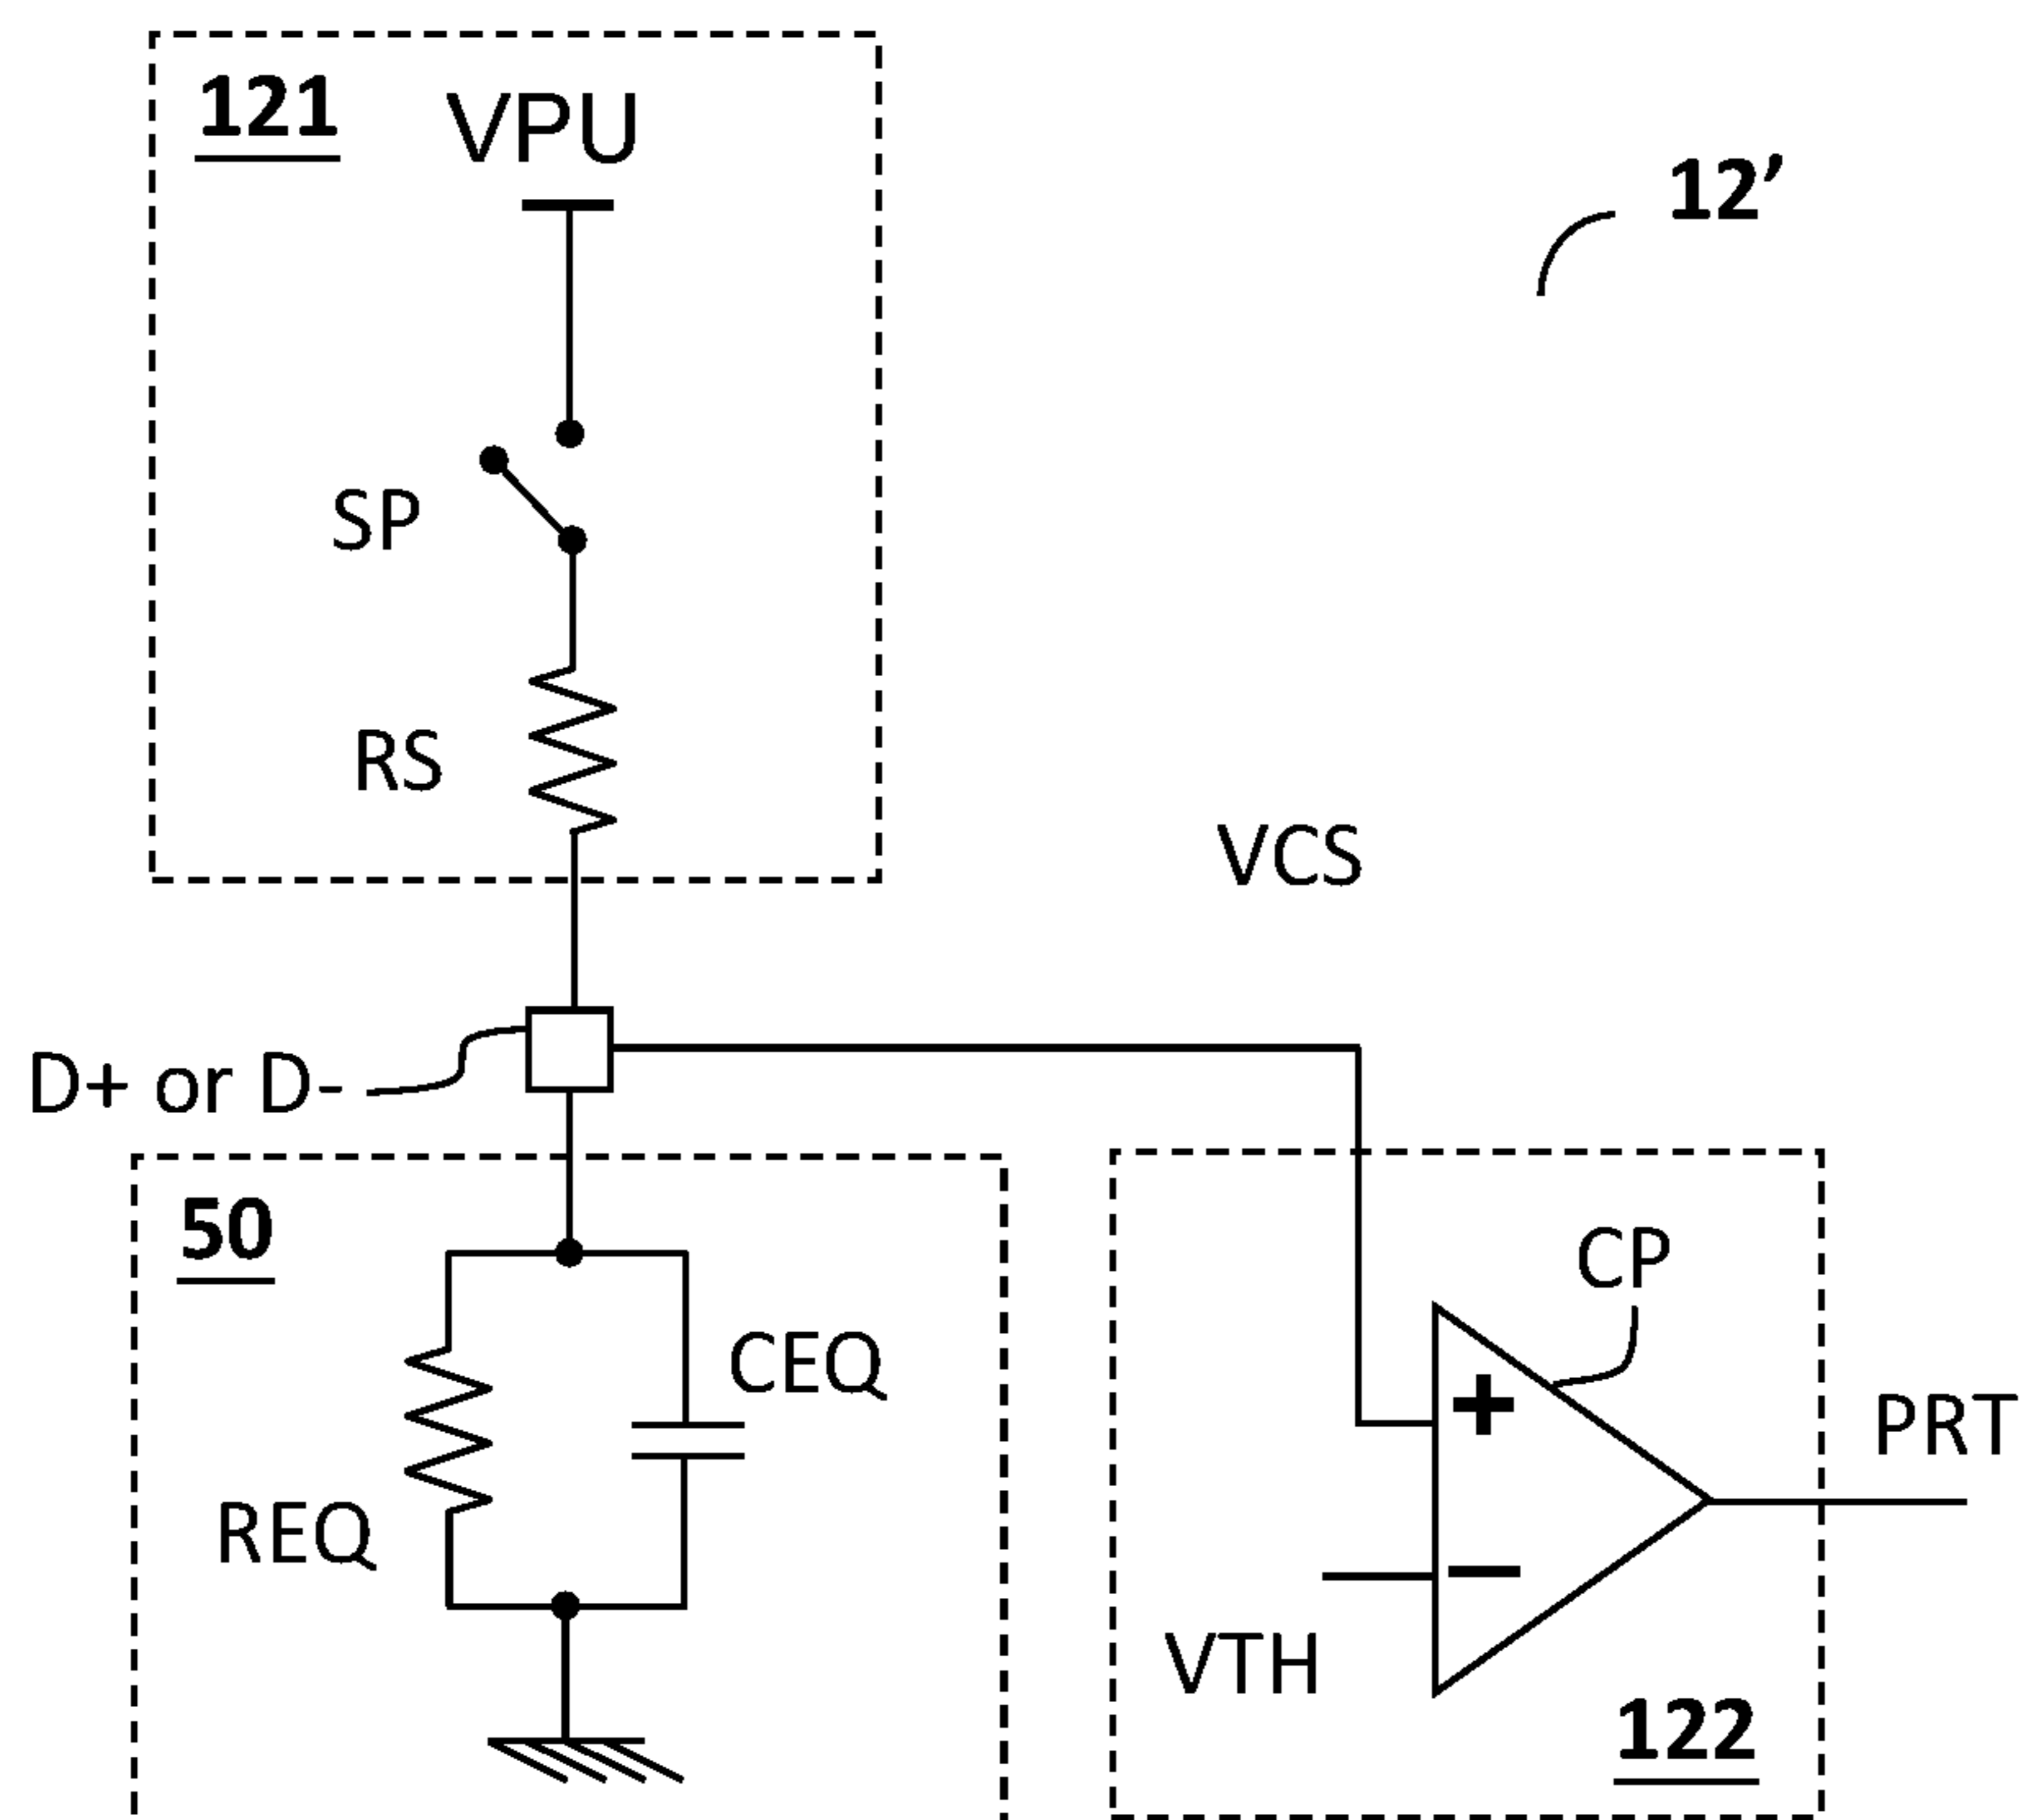 121
VPU
12’
SP
RS
VCS
D+ or D-
50
CP
CEQ
+
PRT
REQ
−
VTH
122